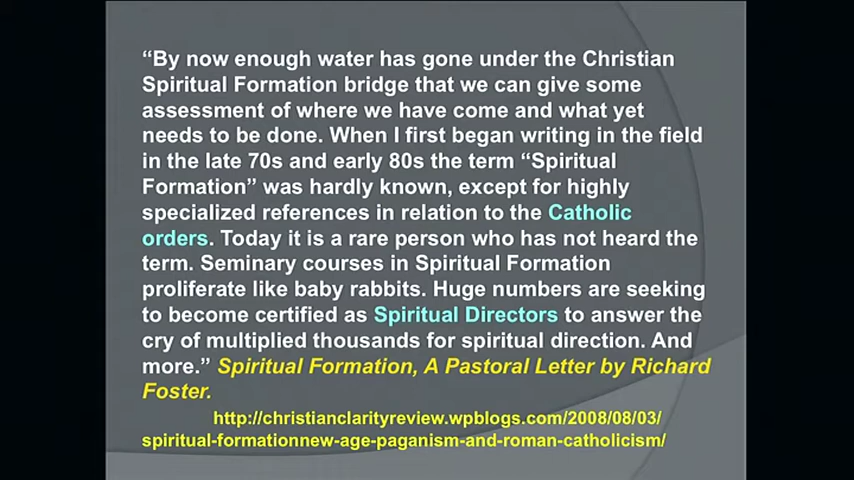 “By now enough water has gone under the Christian
Spiritual Formation bridge that we can give some
assessment of where we have come and what yet
needs to be done. When I first began writing in the field
in the late 70s and early 80s the term “Spiritual
Formation” was hardly known, except for highly
specialized references in relation to the Catholic
orders. Today it is a rare person who has not heard the
term. Seminary courses in Spiritual Formation
proliferate like baby rabbits. Huge numbers are seeking
to become certified as Spiritual Directors to answer the
cry of multiplied thousands for spiritual direction. And
more.” Spiritual Formation, A Pastoral Letter by Richard
Foster.
http://christianclarityreview.wpblogs.com/2008/08/03/
spiritual-formationnew-age-paganism-and-roman-catholicism/